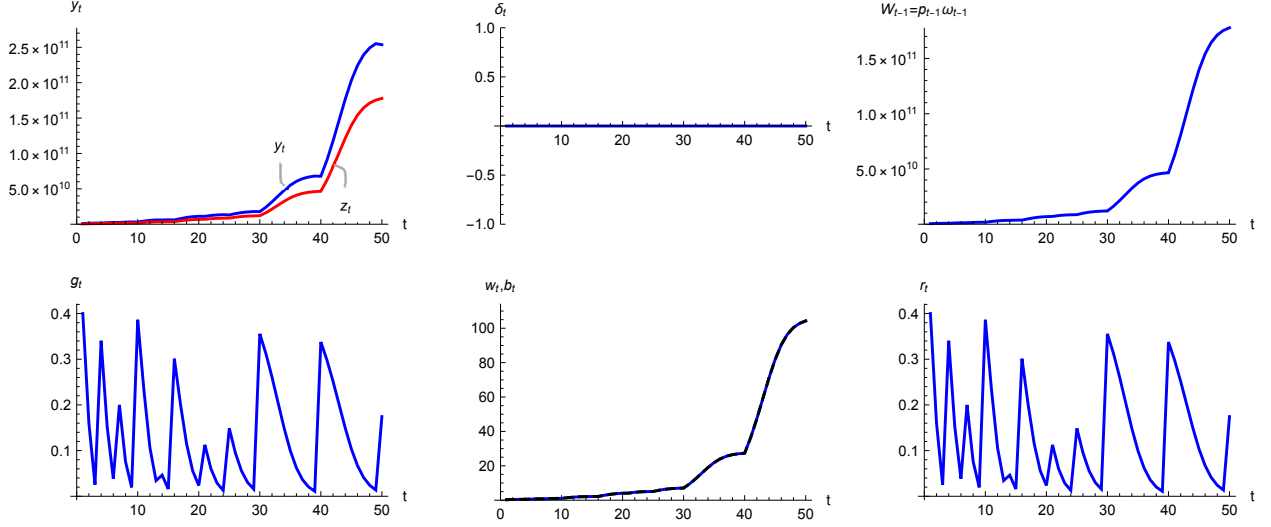 y_t
2.5 × 10^11
2.0 × 10^11
1.5 × 10^11
1.0 × 10^11
5.0 × 10^10
y_t
z_t
10 20 30 40 50 t
δ_t
1.0
0.5
-0.5
-1.0
10 20 30 40 50 t
W_{t-1}=p_{t-1} ω_{t-1}
1.5 × 10^11
1.0 × 10^11
5.0 × 10^10
0 10 20 30 40 50 t
g_t
0.4
0.3
0.2
0.1
10 20 30 40 50 t
w_t,b_t
100
80
60
40
20
0 10 20 30 40 50 t
r_t
0.4
0.3
0.2
0.1
0 10 20 30 40 50 t